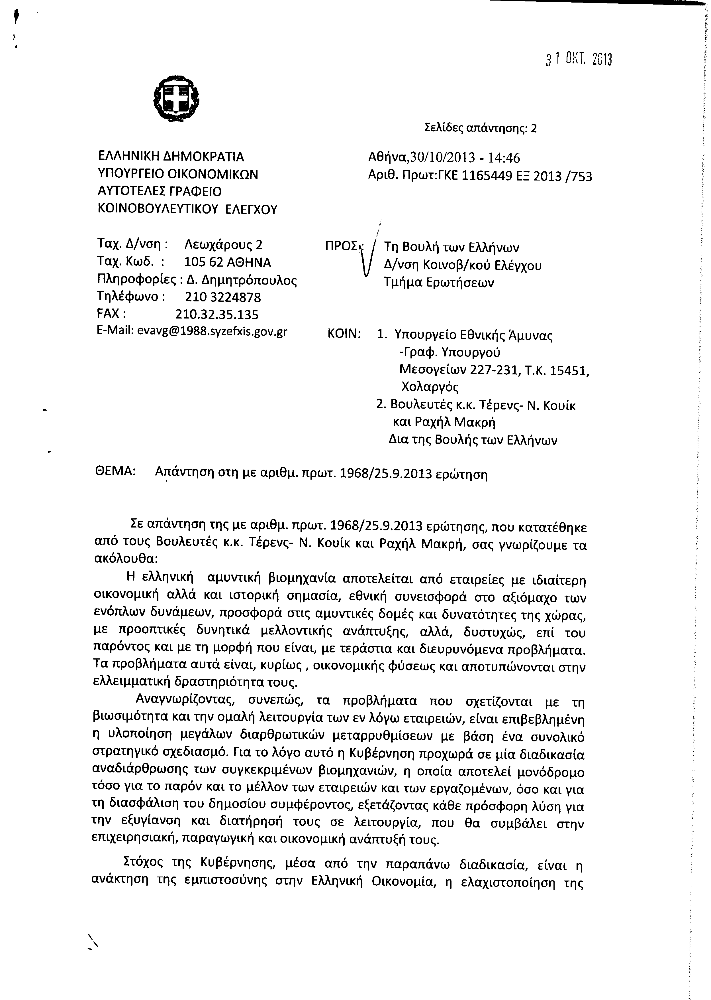 31 ΟΚΤ. 2013
Σελίδες απάντησης: 2
ΕΛΛΗΝΙΚΗ ΔΗΜΟΚΡΑΤΙΑ
ΥΠΟΥΡΓΕΙΟ ΟΙΚΟΝΟΜΙΚΩΝ
ΑΥΤΟΤΕΛΕΣ ΓΡΑΦΕΙΟ
ΚΟΙΝΟΒΟΥΛΕΥΤΙΚΟΥ ΕΛΕΓΧΟΥ
Αθήνα,30/10/2013 - 14:46
Αριθ. Πρωτ:ΓΚΕ 1165449 ΕΞ 2013 /753
Ταχ. Δ/νση : Λεωχάρους 2
Ταχ. Κωδ. : 105 62 ΑΘΗΝΑ
Πληροφορίες : Δ. Δημητρόπουλος
Τηλέφωνο : 210 3224878
FAX : 210.32.35.135
E-Mail: evavg@1988.syzefxis.gov.gr
ΠΡΟΣ: Τη Βουλή των Ελλήνων
Δ/νση Κοινοβ/κού Ελέγχου
Τμήμα Ερωτήσεων
ΚΟΙΝ: 1. Υπουργείο Εθνικής Άμυνας
-Γραφ. Υπουργού
Μεσογείων 227-231, Τ.Κ. 15451,
Χολαργός
2. Βουλευτές κ.κ. Τέρενς- Ν. Κουίκ
και Ραχήλ Μακρή
Δια της Βουλής των Ελλήνων
ΘΕΜΑ: Απάντηση στη με αριθμ. πρωτ. 1968/25.9.2013 ερώτηση
Σε απάντηση της με αριθμ. πρωτ. 1968/25.9.2013 ερώτησης, που κατατέθηκε
από τους Βουλευτές κ.κ. Τέρενς- Ν. Κουίκ και Ραχήλ Μακρή, σας γνωρίζουμε τα
ακόλουθα:
Η ελληνική αμυντική βιομηχανία αποτελείται από εταιρείες με ιδιαίτερη
οικονομική αλλά και ιστορική σημασία, εθνική συνεισφορά στο αξιόμαχο των
ενόπλων δυνάμεων, προσφορά στις αμυντικές δομές και δυνατότητες της χώρας,
με προοπτικές δυνητικά μελλοντικής ανάπτυξης, αλλά, δυστυχώς, επί του
παρόντος και με τη μορφή που είναι, με τεράστια και διευρυνόμενα προβλήματα.
Τα προβλήματα αυτά είναι, κυρίως , οικονομικής φύσεως και αποτυπώνονται στην
ελλειμματική δραστηριότητα τους.
Αναγνωρίζοντας, συνεπώς, τα προβλήματα που σχετίζονται με τη
βιωσιμότητα και την ομαλή λειτουργία των εν λόγω εταιρειών, είναι επιβεβλημένη
η υλοποίηση μεγάλων διαρθρωτικών μεταρρυθμίσεων με βάση ένα συνολικό
στρατηγικό σχεδιασμό. Για το λόγο αυτό η Κυβέρνηση προχωρά σε μία διαδικασία
αναδιάρθρωσης των συγκεκριμένων βιομηχανιών, η οποία αποτελεί μονόδρομο
τόσο για το παρόν και το μέλλον των εταιρειών και των εργαζομένων, όσο και για
τη διασφάλιση του δημοσίου συμφέροντος, εξετάζοντας κάθε πρόσφορη λύση για
την εξυγίανση και διατήρησή τους σε λειτουργία, που θα συμβάλει στην
επιχειρησιακή, παραγωγική και οικονομική ανάπτυξή τους.
Στόχος της Κυβέρνησης, μέσα από την παραπάνω διαδικασία, είναι η
ανάκτηση της εμπιστοσύνης στην Ελληνική Οικονομία, η ελαχιστοποίηση της